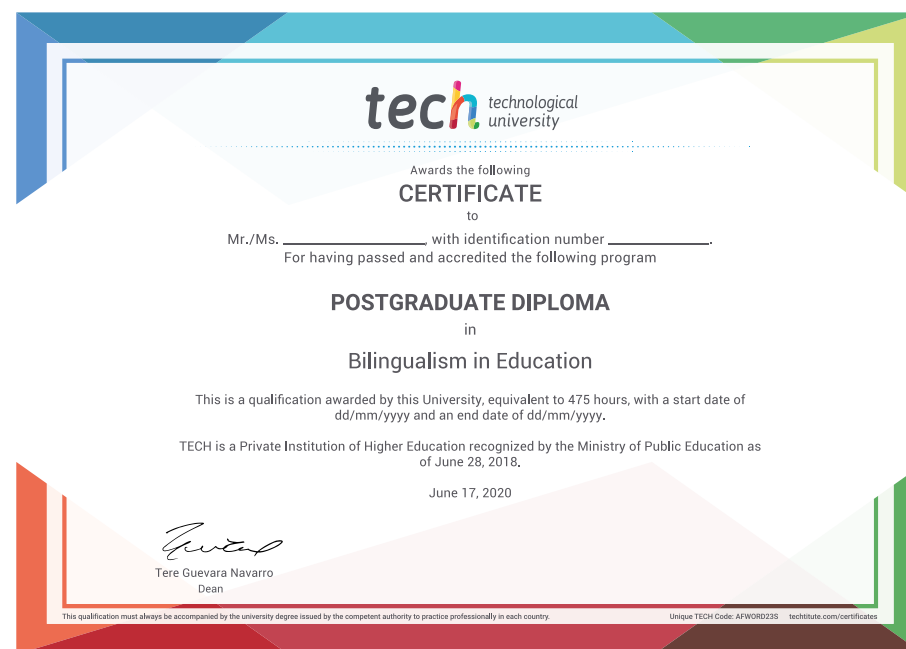 tech technological
university
Awards the following
CERTIFICATE
to
Mr./Ms. ____________, with identification number ____________.
For having passed and accredited the following program
POSTGRADUATE DIPLOMA
in
Bilingualism in Education
This is a qualification awarded by this University, equivalent to 475 hours, with a start date of
dd/mm/yyyy and an end date of dd/mm/yyyy.
TECH is a Private Institution of Higher Education recognized by the Ministry of Public Education as
of June 28, 2018.
June 17, 2020
Tere Guevara Navarro
Dean
This qualification must always be accompanied by the university degree issued by the competent authority to practice professionally in each country.
Unique TECH Code: AFWORD23S techtitute.com/certificates